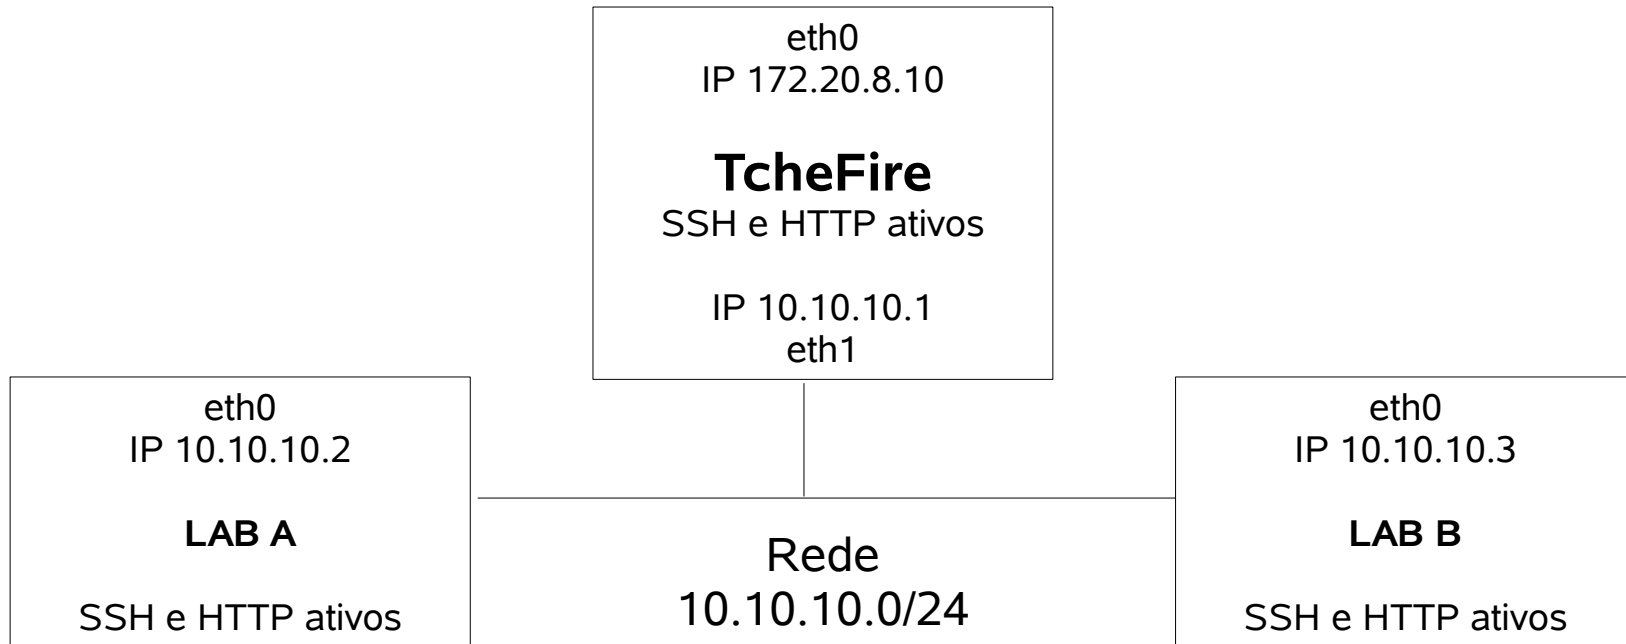 eth0
IP 172.20.8.10
TcheFire
SSH e HTTP ativos
IP 10.10.10.1
eth1
eth0
IP 10.10.10.2
LAB A
SSH e HTTP ativos
Rede
10.10.10.0/24
eth0
IP 10.10.10.3
LAB B
SSH e HTTP ativos